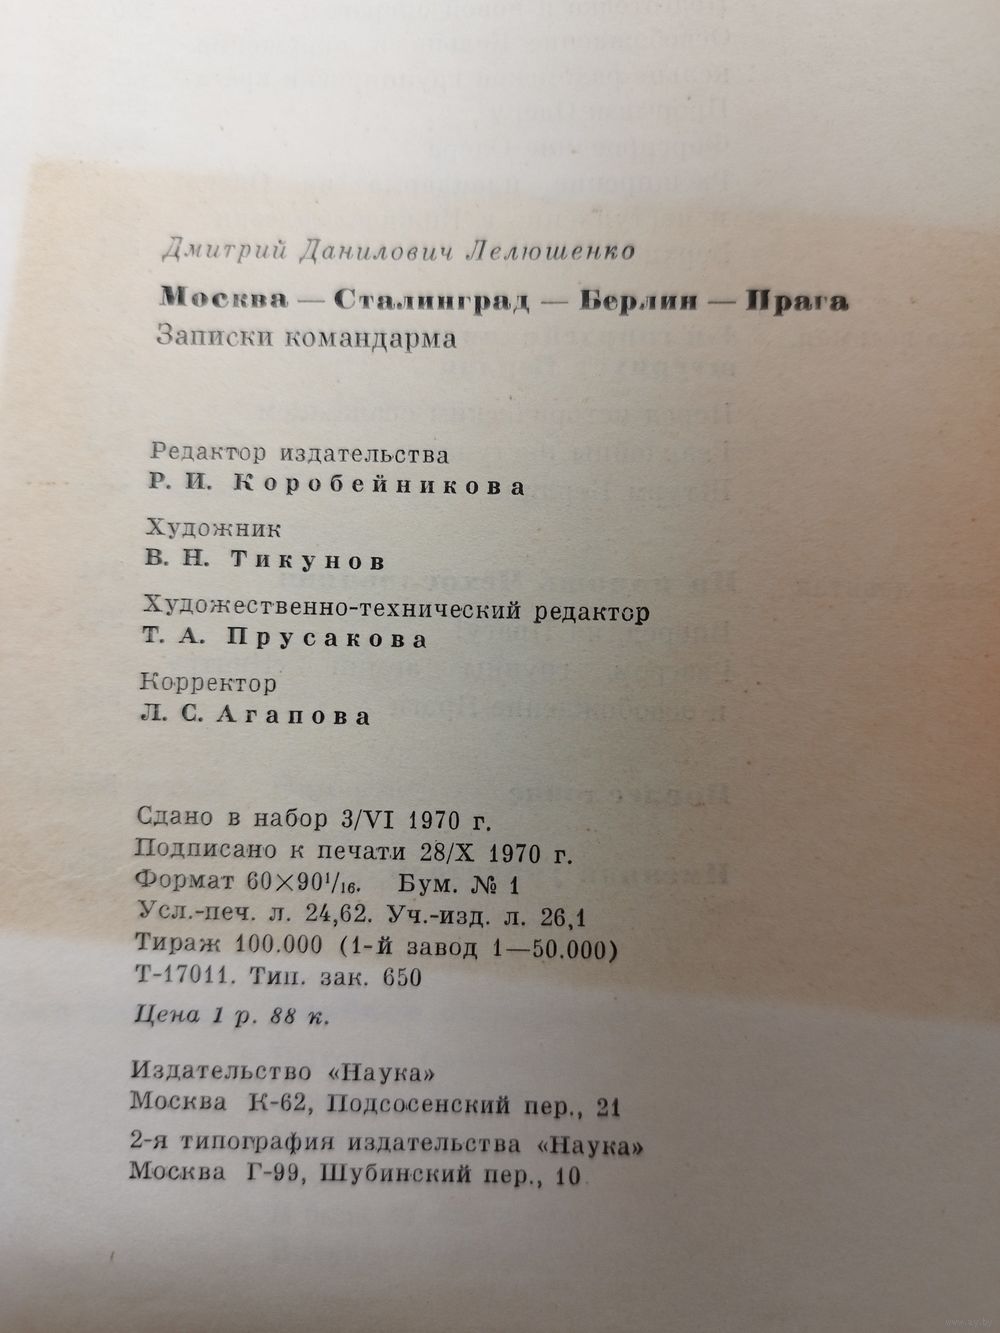 Дмитрий Данилович Лелюшенко
Москва — Сталинград — Берлин — Прага
Записки командарма
Редактор издательства
Р. И. Коробейникова
Художник
В. Н. Тикунов
Художественно-технический редактор
Т. А. Прусакова
Корректор
Л. С. Агапова
Сдано в набор 3/VI 1970 г.
Подписано к печати 28/X 1970 г.
Формат 60×90¹/₁₆. Бум. № 1
Усл.-печ. л. 24,62. Уч.-изд. л. 26,1
Тираж 100.000 (1-й завод 1—50.000)
Т-17011. Тип. зак. 650
Цена 1 р. 88 к.
Издательство «Наука»
Москва К-62, Подсосенский пер., 21
2-я типография издательства «Наука»
Москва Г-99, Шубинский пер., 10
www.ay.by